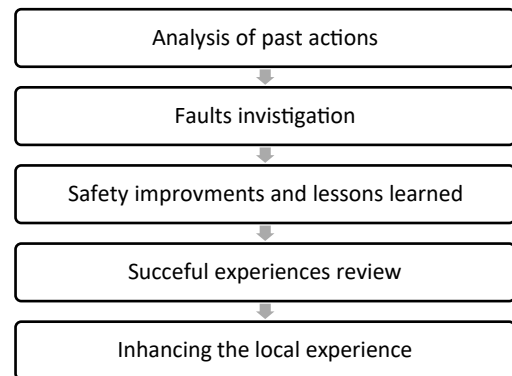 Analysis of past actions
Faults invistigation
Safety improvments and lessons learned
Succeful experiences review
Inhancing the local experience